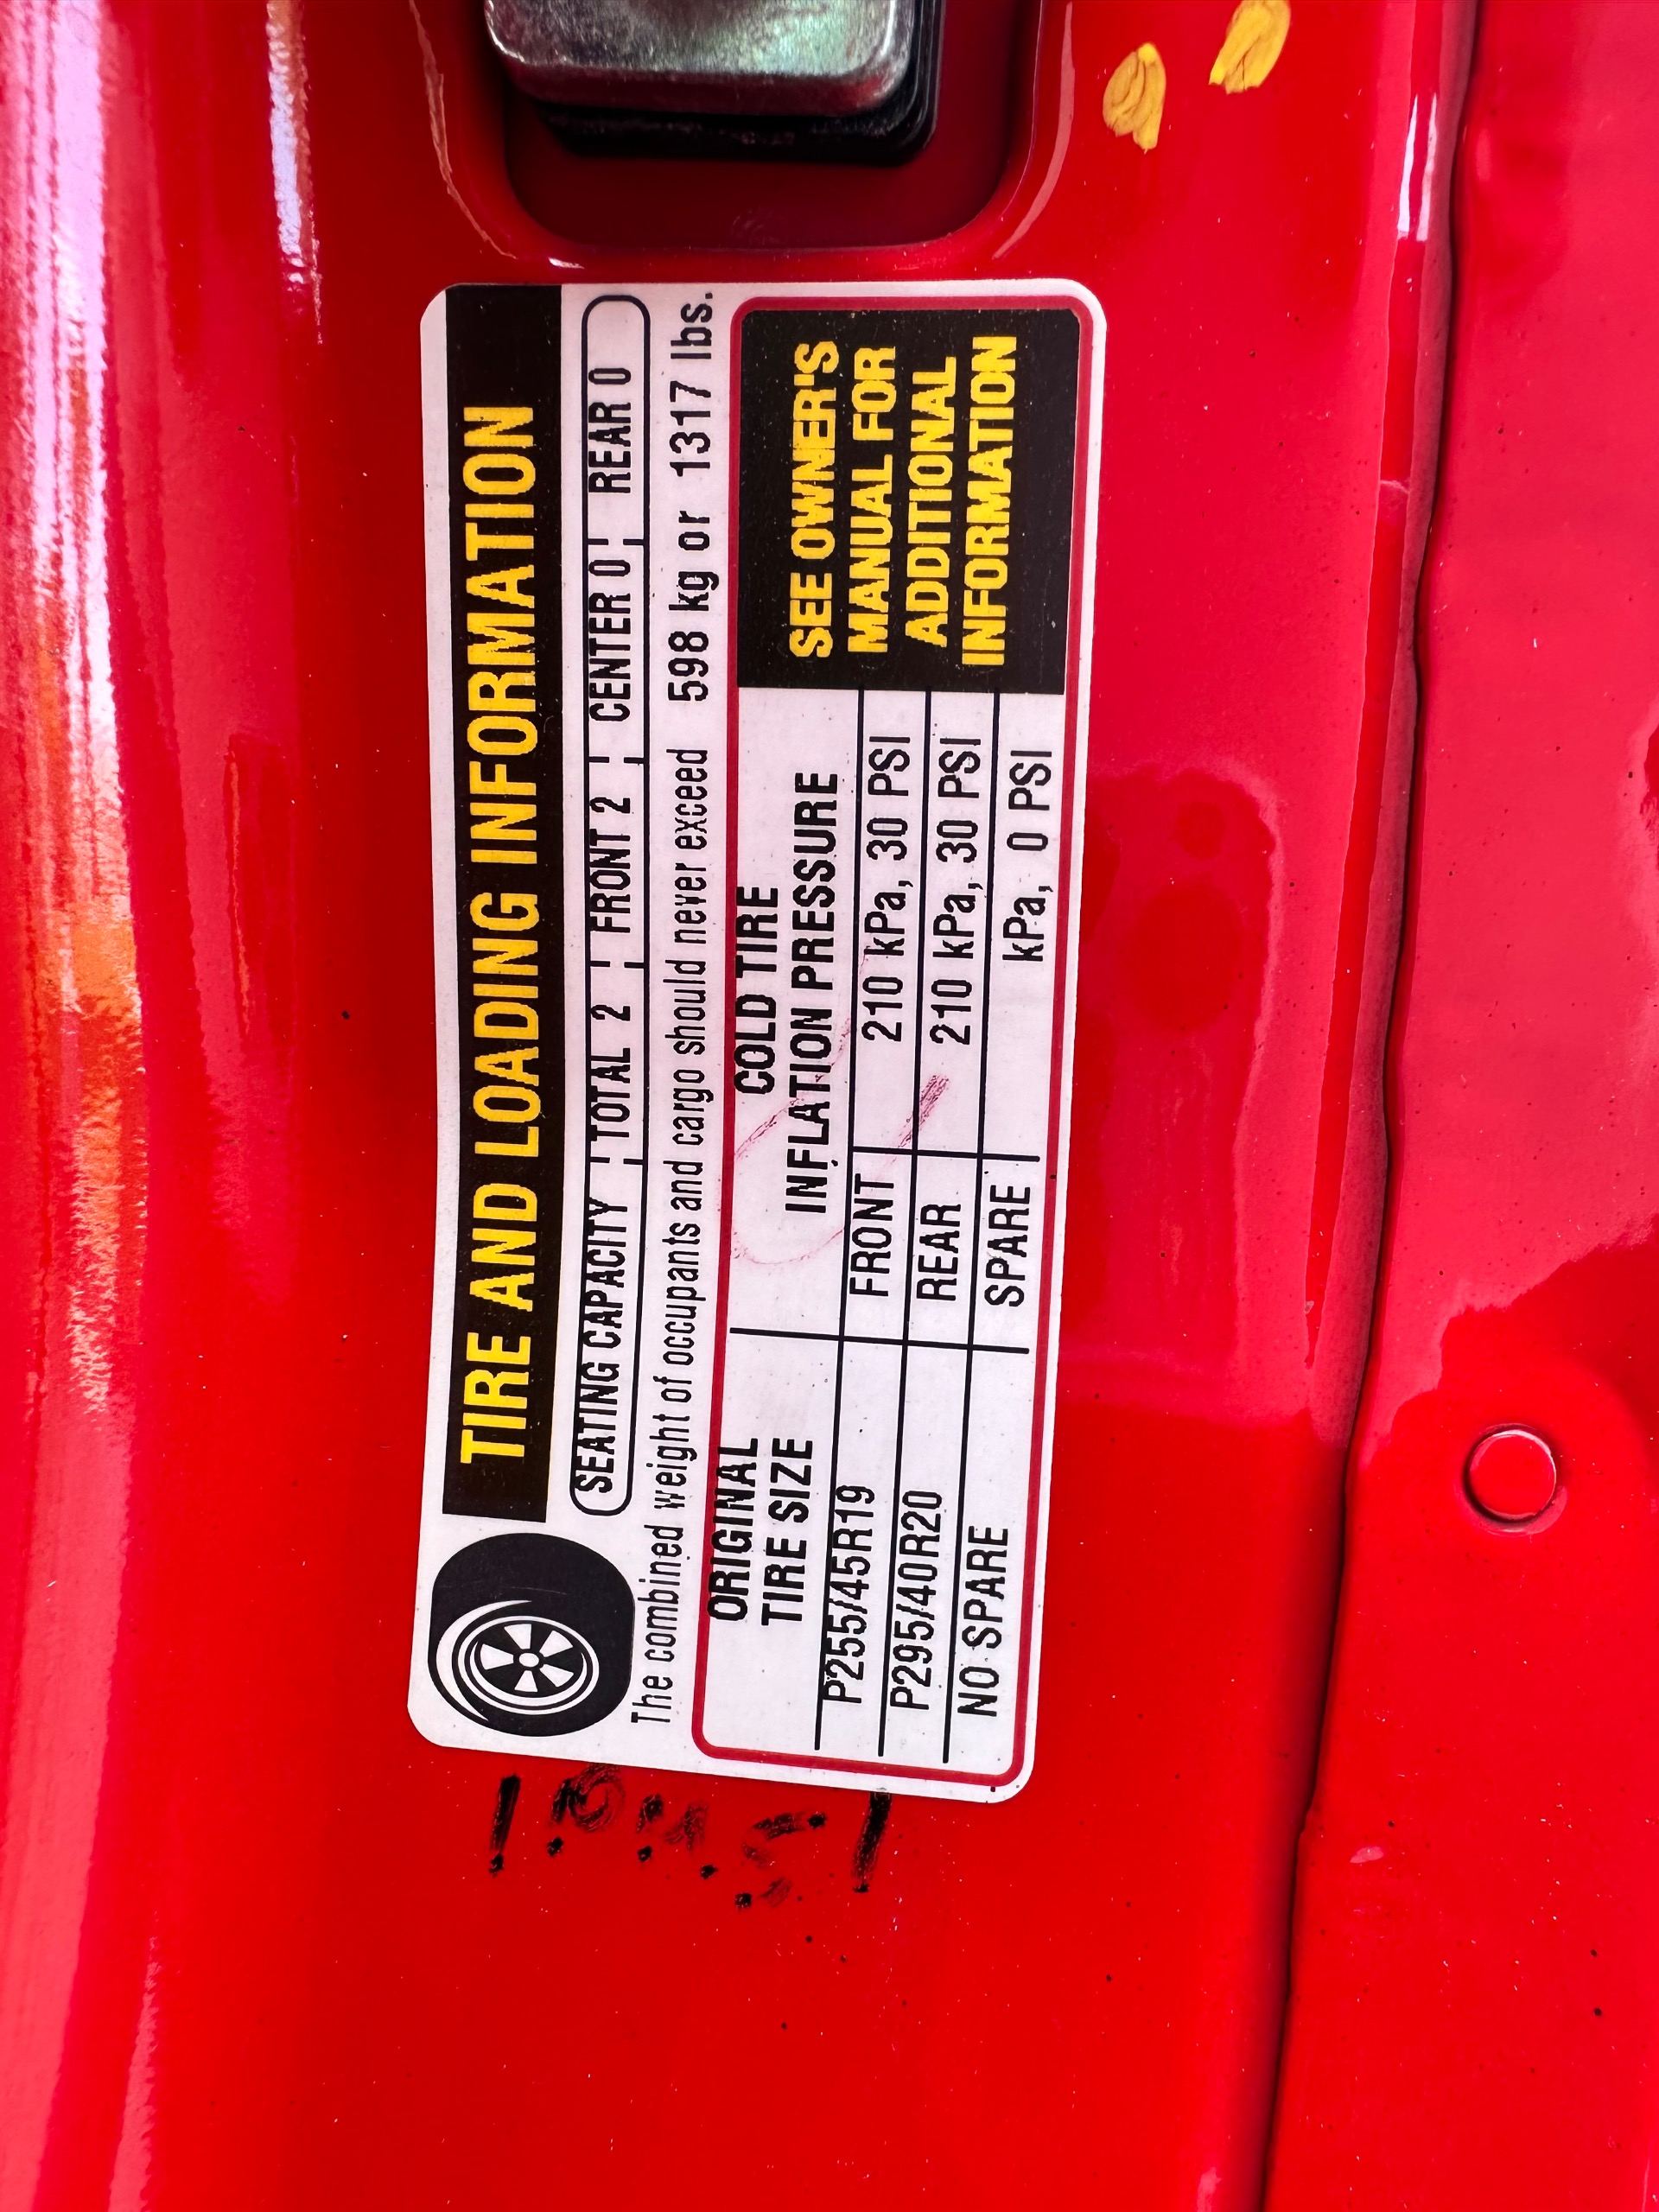 TIRE AND LOADING INFORMATION
SEATING CAPACITY TOTAL 2 FRONT 2 CENTER 0 REAR 0
The combined weight of occupants and cargo should never exceed 598 kg or 1317 lbs.
ORIGINAL
TIRE SIZE
COLD TIRE
INFLATION PRESSURE
P255/45R19 FRONT 210 kPa, 30 PSI
P295/40R20 REAR 210 kPa, 30 PSI
NO SPARE SPARE kPa, 0 PSI
SEE OWNER'S
MANUAL FOR
ADDITIONAL
INFORMATION